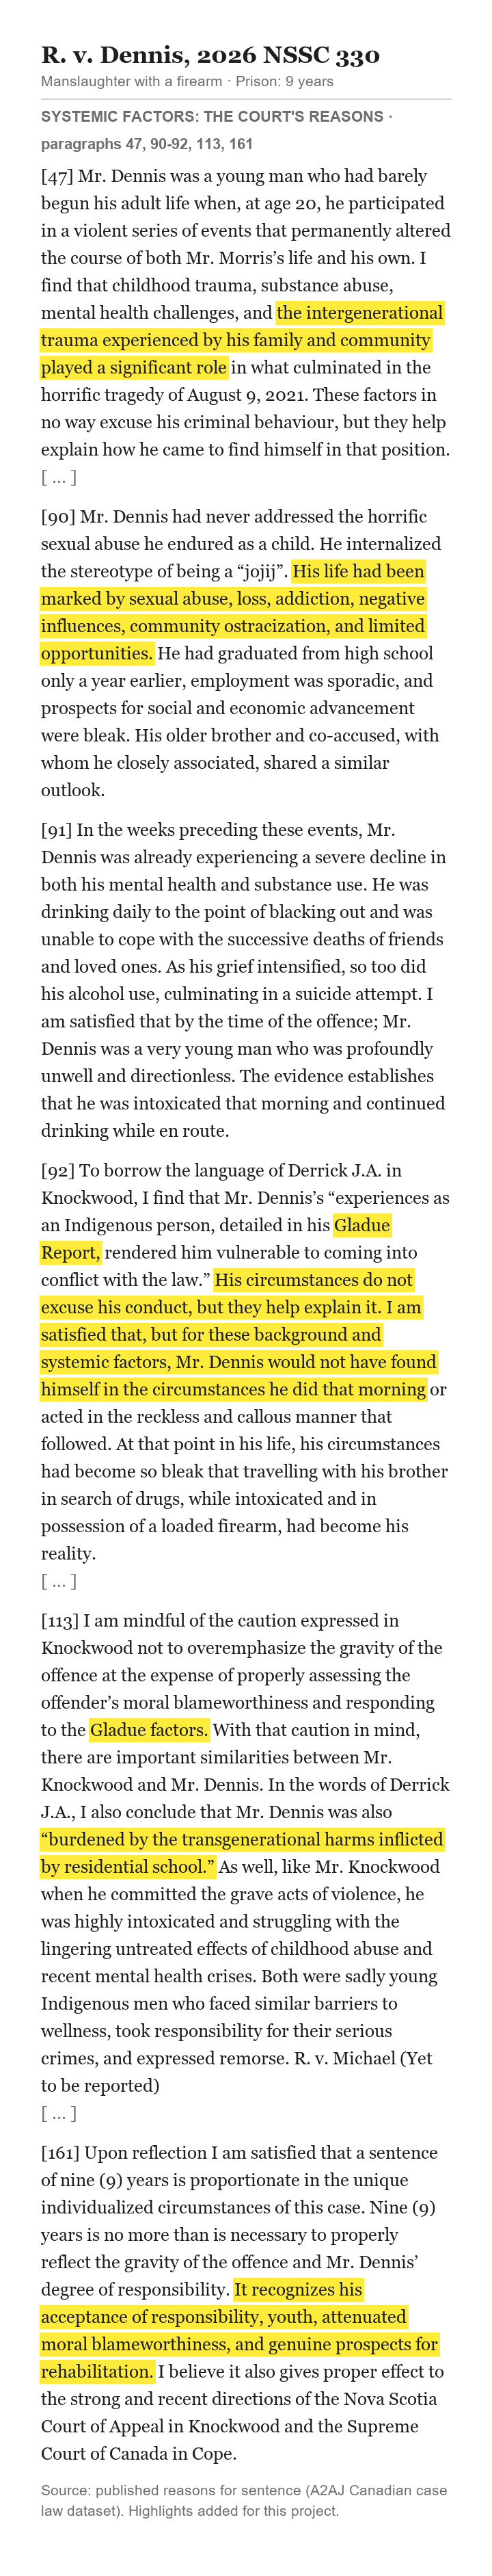 R. v. Dennis, 2026 NSSC 330
Manslaughter with a firearm · Prison: 9 years
SYSTEMIC FACTORS: THE COURT'S REASONS ·
paragraphs 47, 90-92, 113, 161
[47] Mr. Dennis was a young man who had barely
begun his adult life when, at age 20, he participated
in a violent series of events that permanently altered
the course of both Mr. Morris’s life and his own. I
find that childhood trauma, substance abuse,
mental health challenges, and the intergenerational
trauma experienced by his family and community
played a significant role in what culminated in the
horrific tragedy of August 9, 2021. These factors in
no way excuse his criminal behaviour, but they help
explain how he came to find himself in that position.
[ ... ]
[90] Mr. Dennis had never addressed the horrific
sexual abuse he endured as a child. He internalized
the stereotype of being a “jojij”. His life had been
marked by sexual abuse, loss, addiction, negative
influences, community ostracization, and limited
opportunities. He had graduated from high school
only a year earlier, employment was sporadic, and
prospects for social and economic advancement
were bleak. His older brother and co-accused, with
whom he closely associated, shared a similar
outlook.
[91] In the weeks preceding these events, Mr.
Dennis was already experiencing a severe decline in
both his mental health and substance use. He was
drinking daily to the point of blacking out and was
unable to cope with the successive deaths of friends
and loved ones. As his grief intensified, so too did
his alcohol use, culminating in a suicide attempt. I
am satisfied that by the time of the offence; Mr.
Dennis was a very young man who was profoundly
unwell and directionless. The evidence establishes
that he was intoxicated that morning and continued
drinking while en route.
[92] To borrow the language of Derrick J.A. in
Knockwood, I find that Mr. Dennis’s “experiences as
an Indigenous person, detailed in his Gladue
Report, rendered him vulnerable to coming into
conflict with the law.” His circumstances do not
excuse his conduct, but they help explain it. I am
satisfied that, but for these background and
systemic factors, Mr. Dennis would not have found
himself in the circumstances he did that morning or
acted in the reckless and callous manner that
followed. At that point in his life, his circumstances
had become so bleak that travelling with his brother
in search of drugs, while intoxicated and in
possession of a loaded firearm, had become his
reality.
[ ... ]
[113] I am mindful of the caution expressed in
Knockwood not to overemphasize the gravity of the
offence at the expense of properly assessing the
offender’s moral blameworthiness and responding
to the Gladue factors. With that caution in mind,
there are important similarities between Mr.
Knockwood and Mr. Dennis. In the words of Derrick
J.A., I also conclude that Mr. Dennis was also
“burdened by the transgenerational harms inflicted
by residential school.” As well, like Mr. Knockwood
when he committed the grave acts of violence, he
was highly intoxicated and struggling with the
lingering untreated effects of childhood abuse and
recent mental health crises. Both were sadly young
Indigenous men who faced similar barriers to
wellness, took responsibility for their serious
crimes, and expressed remorse. R. v. Michael (Yet
to be reported)
[ ... ]
[161] Upon reflection I am satisfied that a sentence
of nine (9) years is proportionate in the unique
individualized circumstances of this case. Nine (9)
years is no more than is necessary to properly
reflect the gravity of the offence and Mr. Dennis’
degree of responsibility. It recognizes his
acceptance of responsibility, youth, attenuated
moral blameworthiness, and genuine prospects for
rehabilitation. I believe it also gives proper effect to
the strong and recent directions of the Nova Scotia
Court of Appeal in Knockwood and the Supreme
Court of Canada in Cope.
Source: published reasons for sentence (A2AJ Canadian case
law dataset). Highlights added for this project.